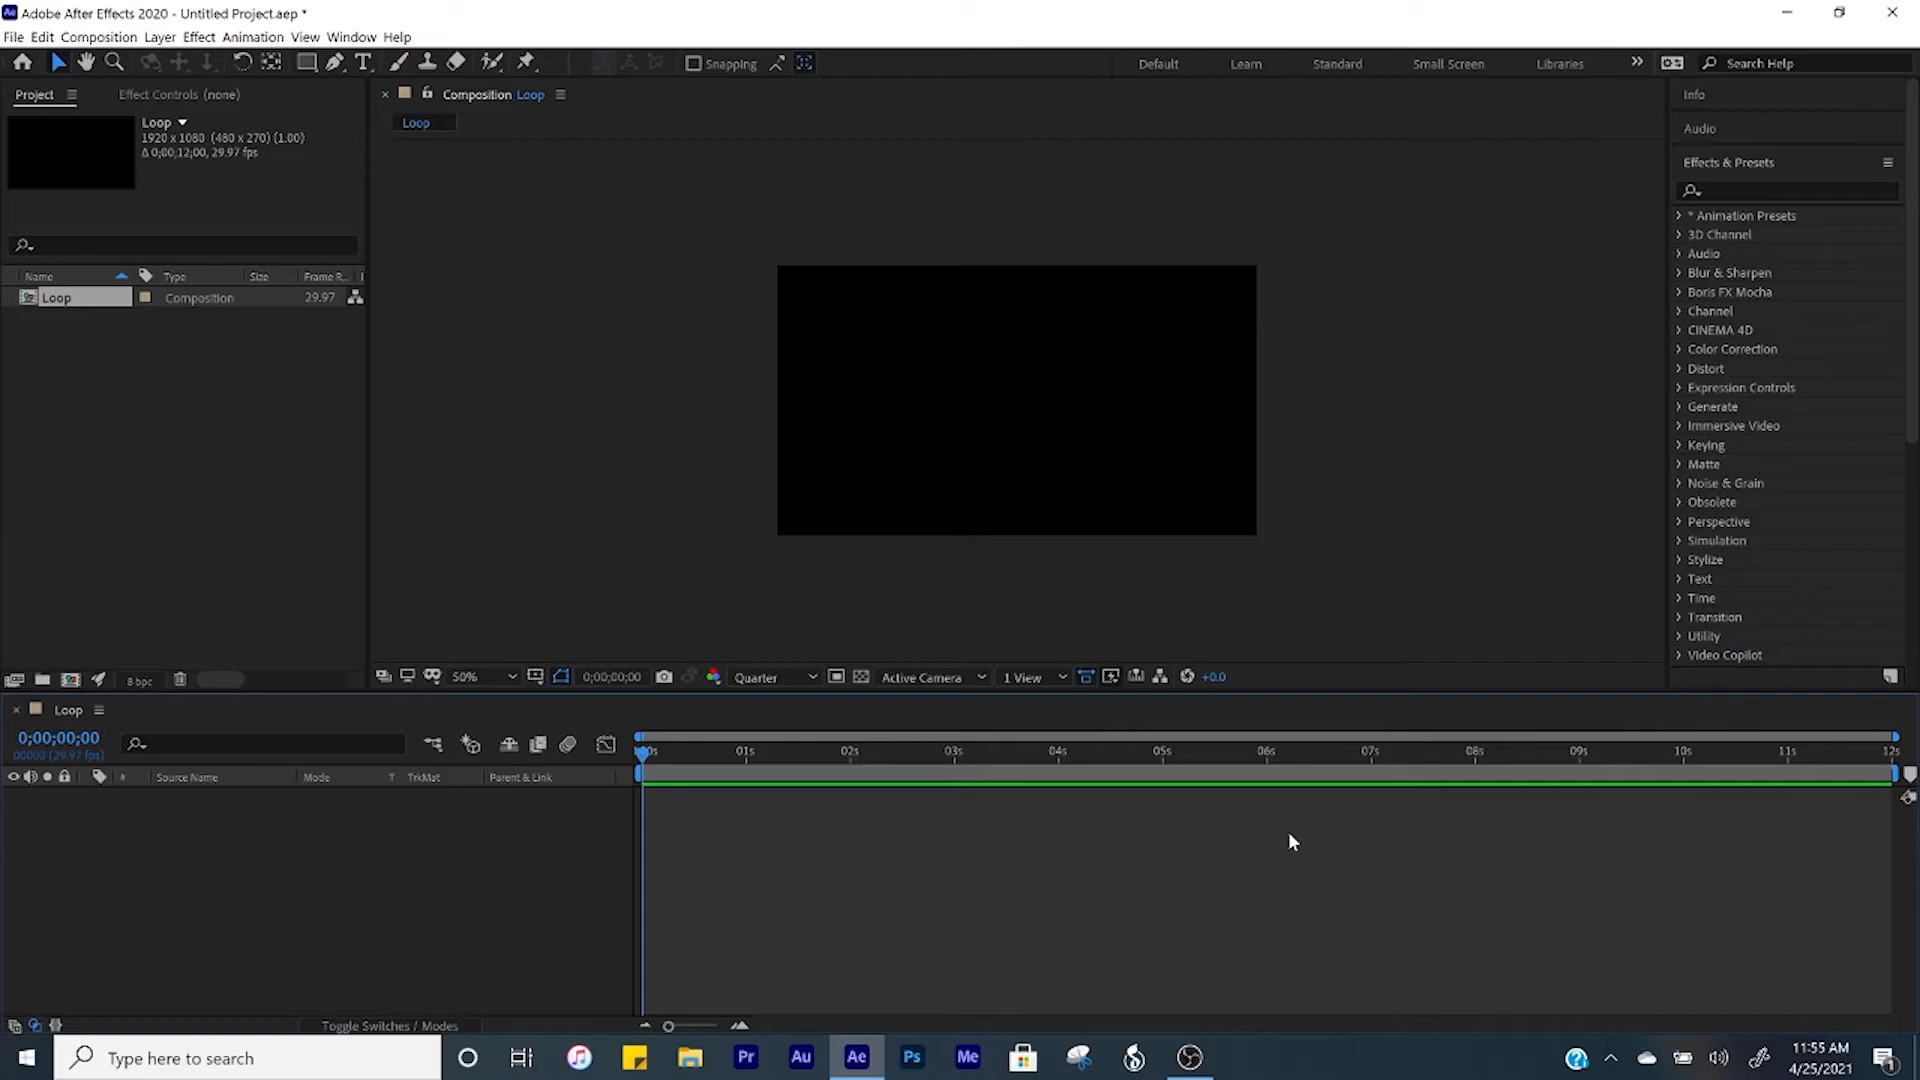 Ae Adobe After Effects 2020 - Untitled Project.aep *
File Edit Composition Layer Effect Animation View Window Help
Snapping
Default Learn Standard Small Screen Libraries » Search Help
Project Effect Controls (none)
Loop
1920 x 1080 (480 x 270) (1.00)
Δ 0;00;12;00, 29.97 fps
Name Type Size Frame R...
Loop Composition 29.97
8 bpc
Composition Loop
Loop
50% 0;00;00;00 Quarter Active Camera 1 View +0.0
Info
Audio
Effects & Presets
* Animation Presets
3D Channel
Audio
Blur & Sharpen
Boris FX Mocha
Channel
CINEMA 4D
Color Correction
Distort
Expression Controls
Generate
Immersive Video
Keying
Matte
Noise & Grain
Obsolete
Perspective
Simulation
Stylize
Text
Time
Transition
Utility
Video Copilot
Loop
0;00;00;00
00000 (29.97 fps)
# Source Name Mode T TrkMat Parent & Link
01s 02s 03s 04s 05s 06s 07s 08s 09s 10s 11s 12s
Toggle Switches / Modes
Type here to search
Pr Au Ae Ps Me
11:55 AM
4/25/2021
1